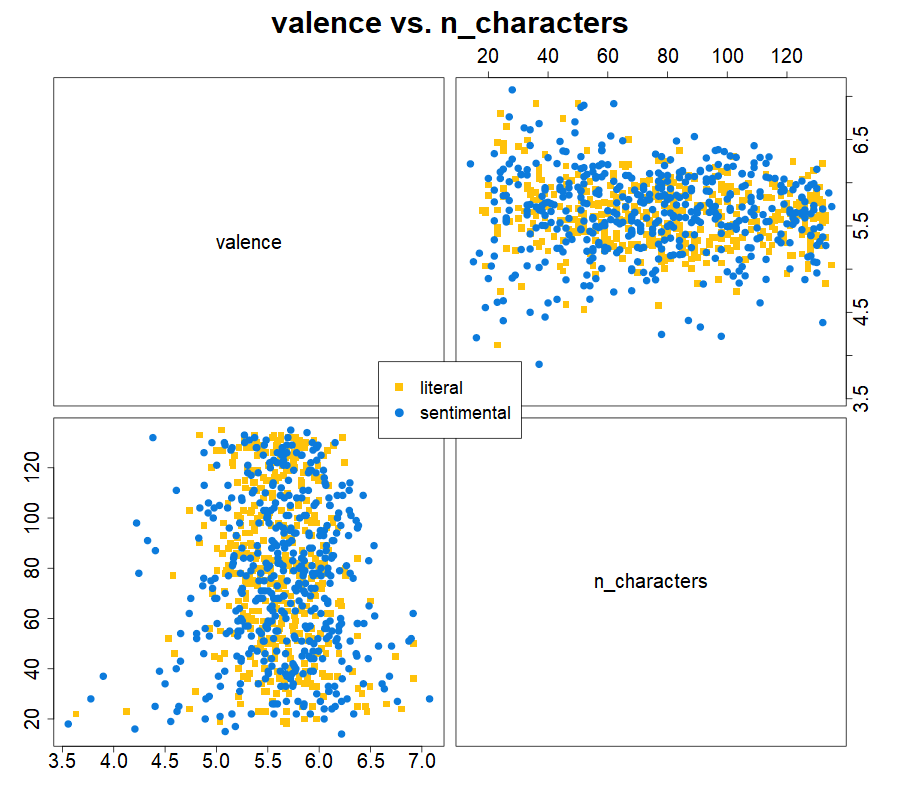 valence vs. n_characters
20 40 60 80 100 120
valence
3.5 4.5 5.5 6.5
literal
sentimental
20 40 60 80 100 120
n_characters
3.5 4.0 4.5 5.0 5.5 6.0 6.5 7.0